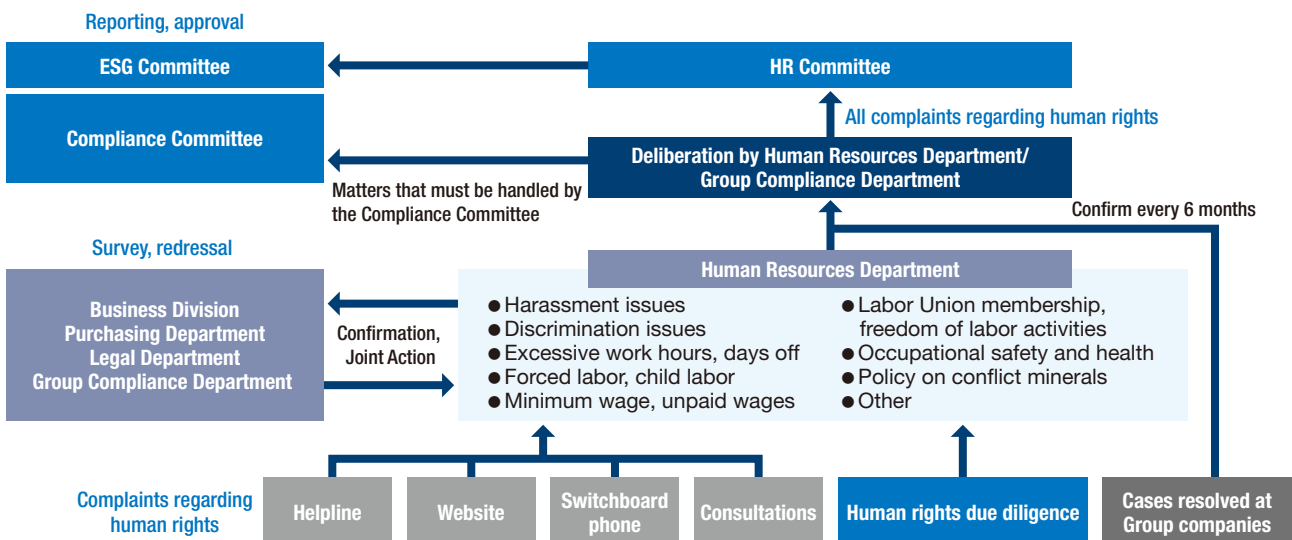 Reporting, approval
ESG Committee
HR Committee
All complaints regarding human rights
Compliance Committee
Deliberation by Human Resources Department/
Group Compliance Department
Matters that must be handled by
the Compliance Committee
Confirm every 6 months
Survey, redressal
Human Resources Department
Business Division
Purchasing Department
Legal Department
Group Compliance Department
Confirmation,
Joint Action
● Harassment issues
● Discrimination issues
● Excessive work hours, days off
● Forced labor, child labor
● Minimum wage, unpaid wages
● Labor Union membership,
freedom of labor activities
● Occupational safety and health
● Policy on conflict minerals
● Other
Complaints regarding
human rights
Helpline
Website
Switchboard
phone
Consultations
Human rights due diligence
Cases resolved at
Group companies